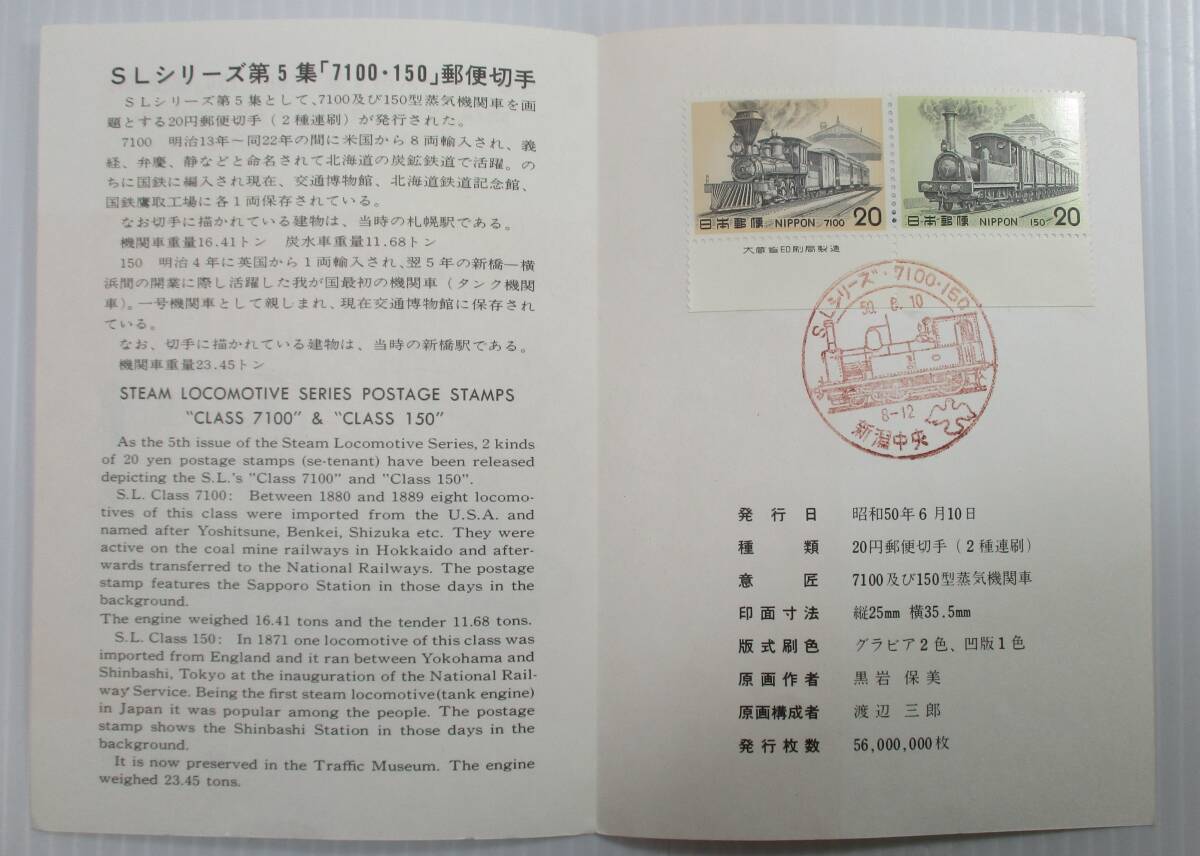 SLシリーズ第5集「7100・150」郵便切手
SLシリーズ第5集として、7100及び150型蒸気機関車を画
題とする20円郵便切手(2種連刷)が発行された。
7100 明治13年~同22年の間に米国から8両輸入され、義
経、弁慶、静などと命名されて北海道の炭鉱鉄道で活躍。の
ちに国鉄に編入され現在、交通博物館、北海道鉄道記念館、
国鉄鷹取工場に各1両保存されている。
なお切手に描かれている建物は、当時の札幌駅である。
機関車重量16.41トン 炭水車重量11.68トン
150 明治4年に英国から1両輸入され、翌5年の新橋—横
浜間の開業に際し活躍した我が国最初の機関車(タンク機関
車)。一号機関車として親しまれ、現在交通博物館に保存され
ている。
なお、切手に描かれている建物は、当時の新橋駅である。
機関車重量23.45トン
STEAM LOCOMOTIVE SERIES POSTAGE STAMPS
"CLASS 7100" & "CLASS 150"
As the 5th issue of the Steam Locomotive Series, 2 kinds
of 20 yen postage stamps (se-tenant) have been released
depicting the S.L.'s "Class 7100" and "Class 150".
S.L. Class 7100: Between 1880 and 1889 eight locomo-
tives of this class were imported from the U.S.A. and
named after Yoshitsune, Benkei, Shizuka etc. They were
active on the coal mine railways in Hokkaido and after-
wards transferred to the National Railways. The postage
stamp features the Sapporo Station in those days in the
background.
The engine weighed 16.41 tons and the tender 11.68 tons.
S.L. Class 150: In 1871 one locomotive of this class was
imported from England and it ran between Yokohama and
Shinbashi, Tokyo at the inauguration of the National Rail-
way Service. Being the first steam locomotive(tank engine)
in Japan it was popular among the people. The postage
stamp shows the Shinbashi Station in those days in the
background.
It is now preserved in the Traffic Museum. The engine
weighed 23.45 tons.
日本郵便 NIPPON 7100 20
日本郵便 NIPPON 150 20
大蔵省印刷局製造
SLシリーズ・7100・150
50.6.10
8-12
新潟中央
発行日 昭和50年6月10日
種類 20円郵便切手(2種連刷)
意匠 7100及び150型蒸気機関車
印面寸法 縦25mm 横35.5mm
版式刷色 グラビア2色、凹版1色
原画作者 黒岩 保美
原画構成者 渡辺 三郎
発行枚数 56,000,000枚